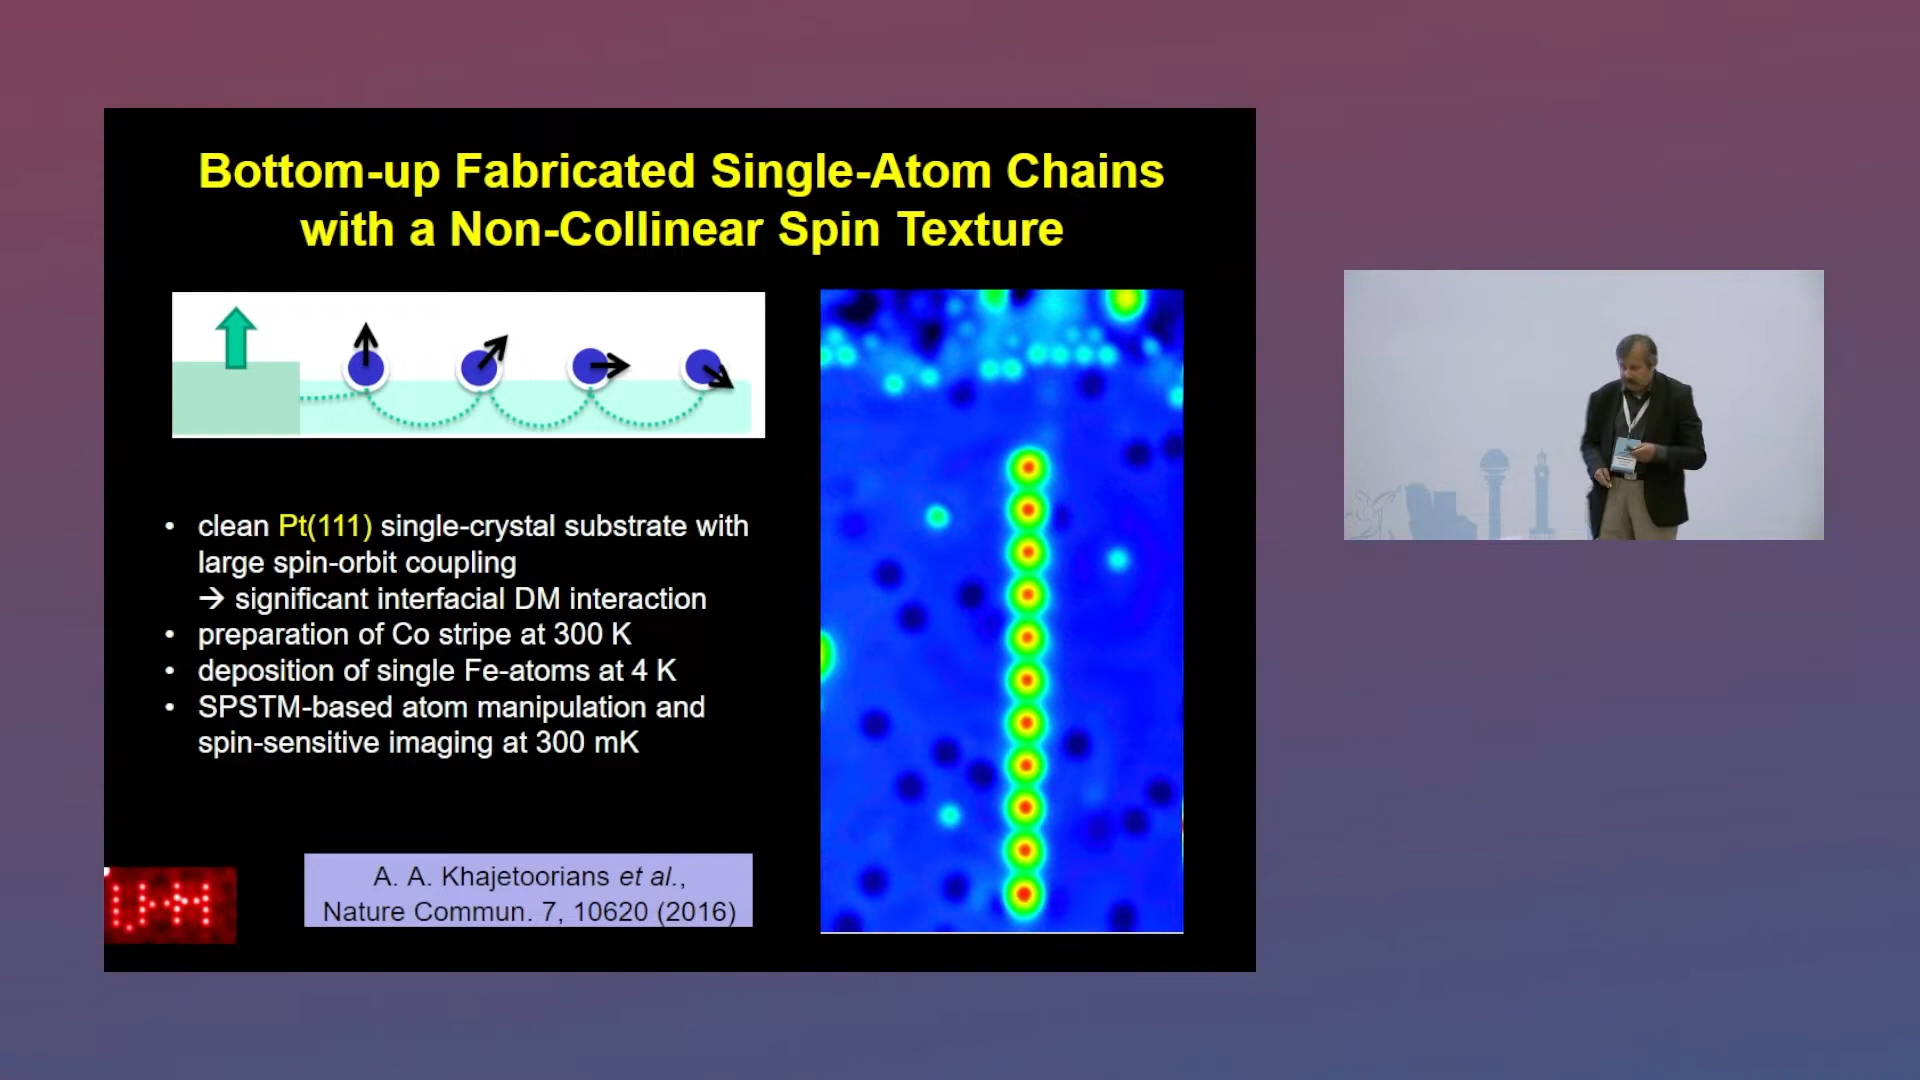 Bottom-up Fabricated Single-Atom Chains
with a Non-Collinear Spin Texture
• clean Pt(111) single-crystal substrate with
large spin-orbit coupling
→ significant interfacial DM interaction
• preparation of Co stripe at 300 K
• deposition of single Fe-atoms at 4 K
• SPSTM-based atom manipulation and
spin-sensitive imaging at 300 mK
A. A. Khajetoorians et al.,
Nature Commun. 7, 10620 (2016)